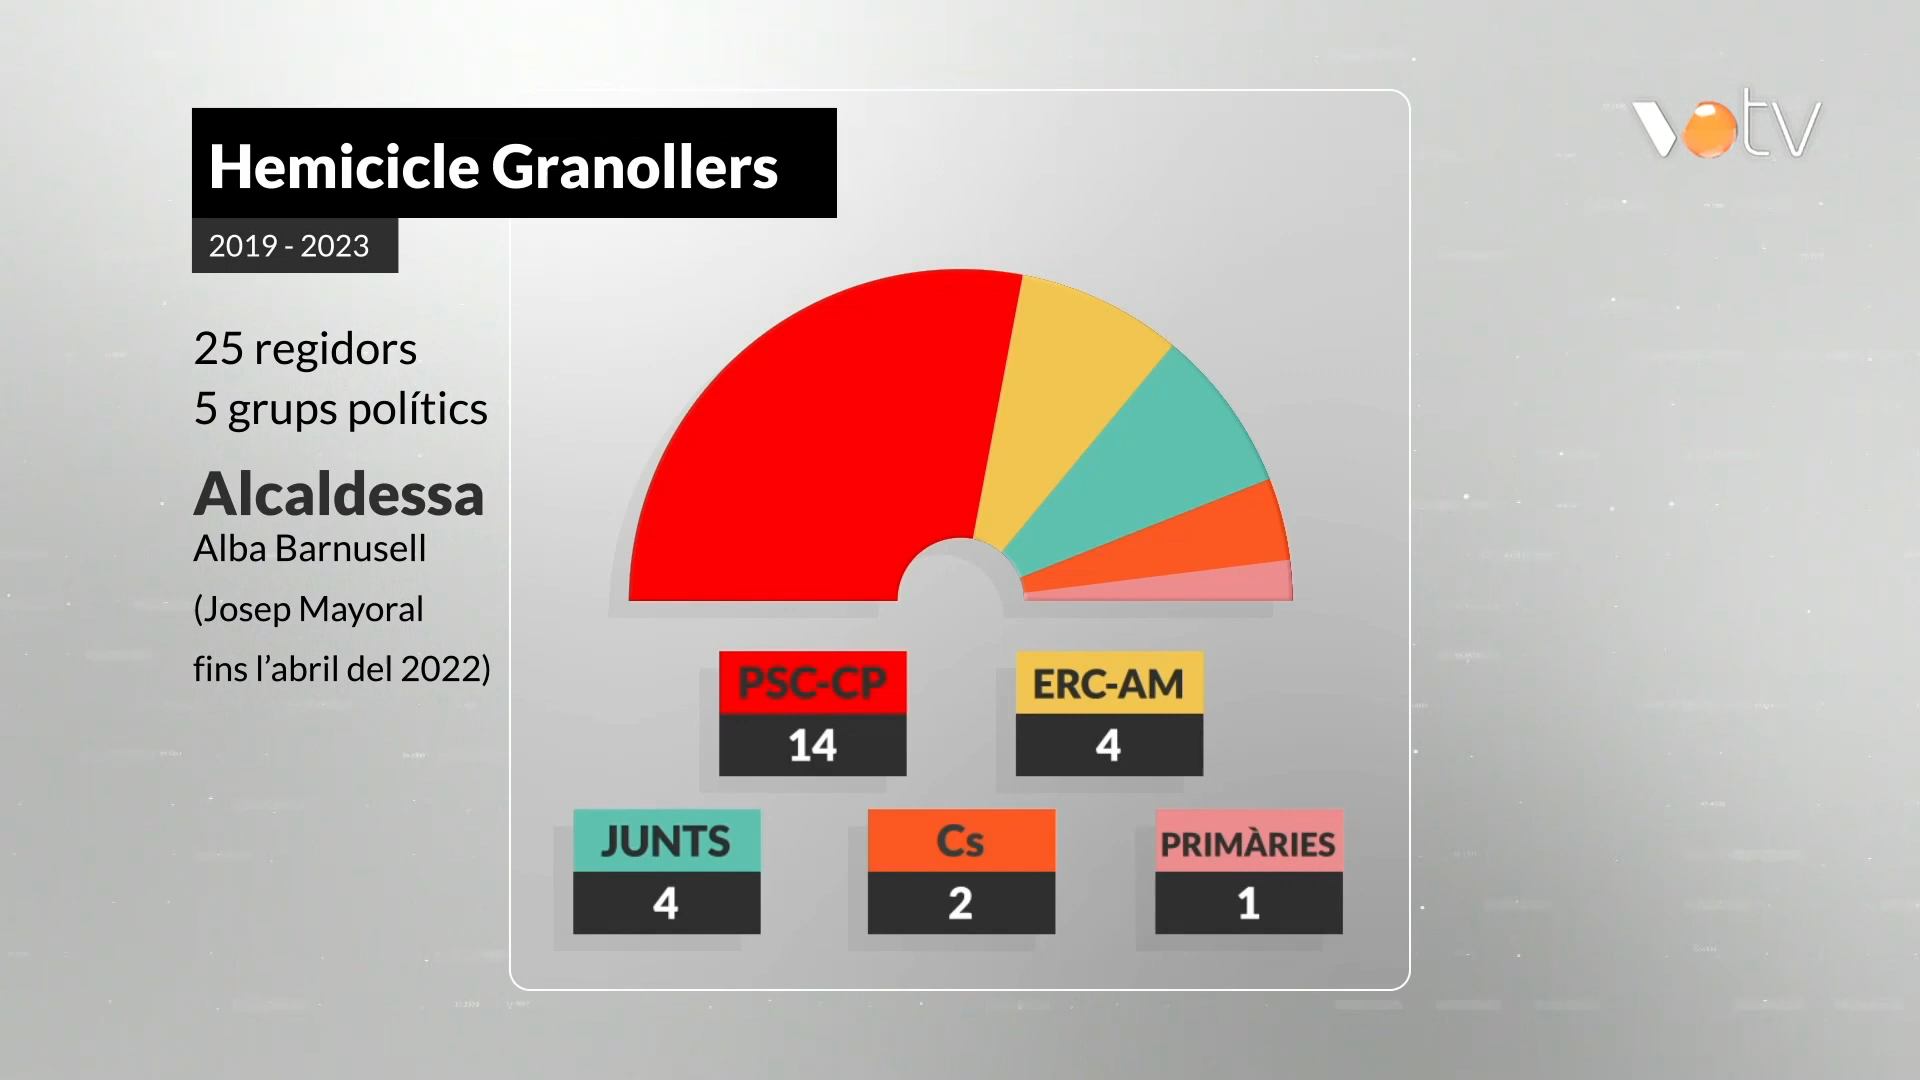 Hemicicle Granollers
2019 - 2023
votv
25 regidors
5 grups polítics
Alcaldessa
Alba Barnusell
(Josep Mayoral
fins l’abril del 2022)
PSC-CP
14
ERC-AM
4
JUNTS
4
Cs
2
PRIMÀRIES
1